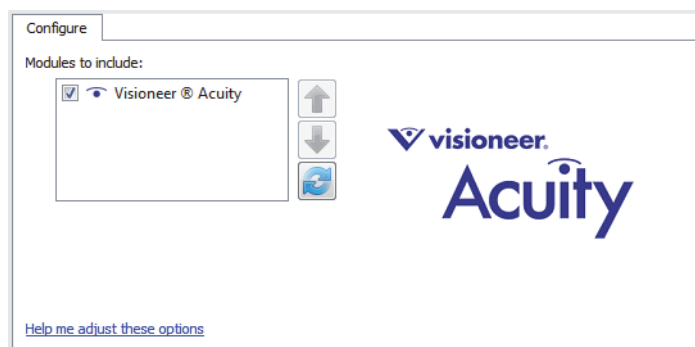 Configure
Modules to include:
Visioneer ® Acuity
visioneer.
Acuity
Help me adjust these options